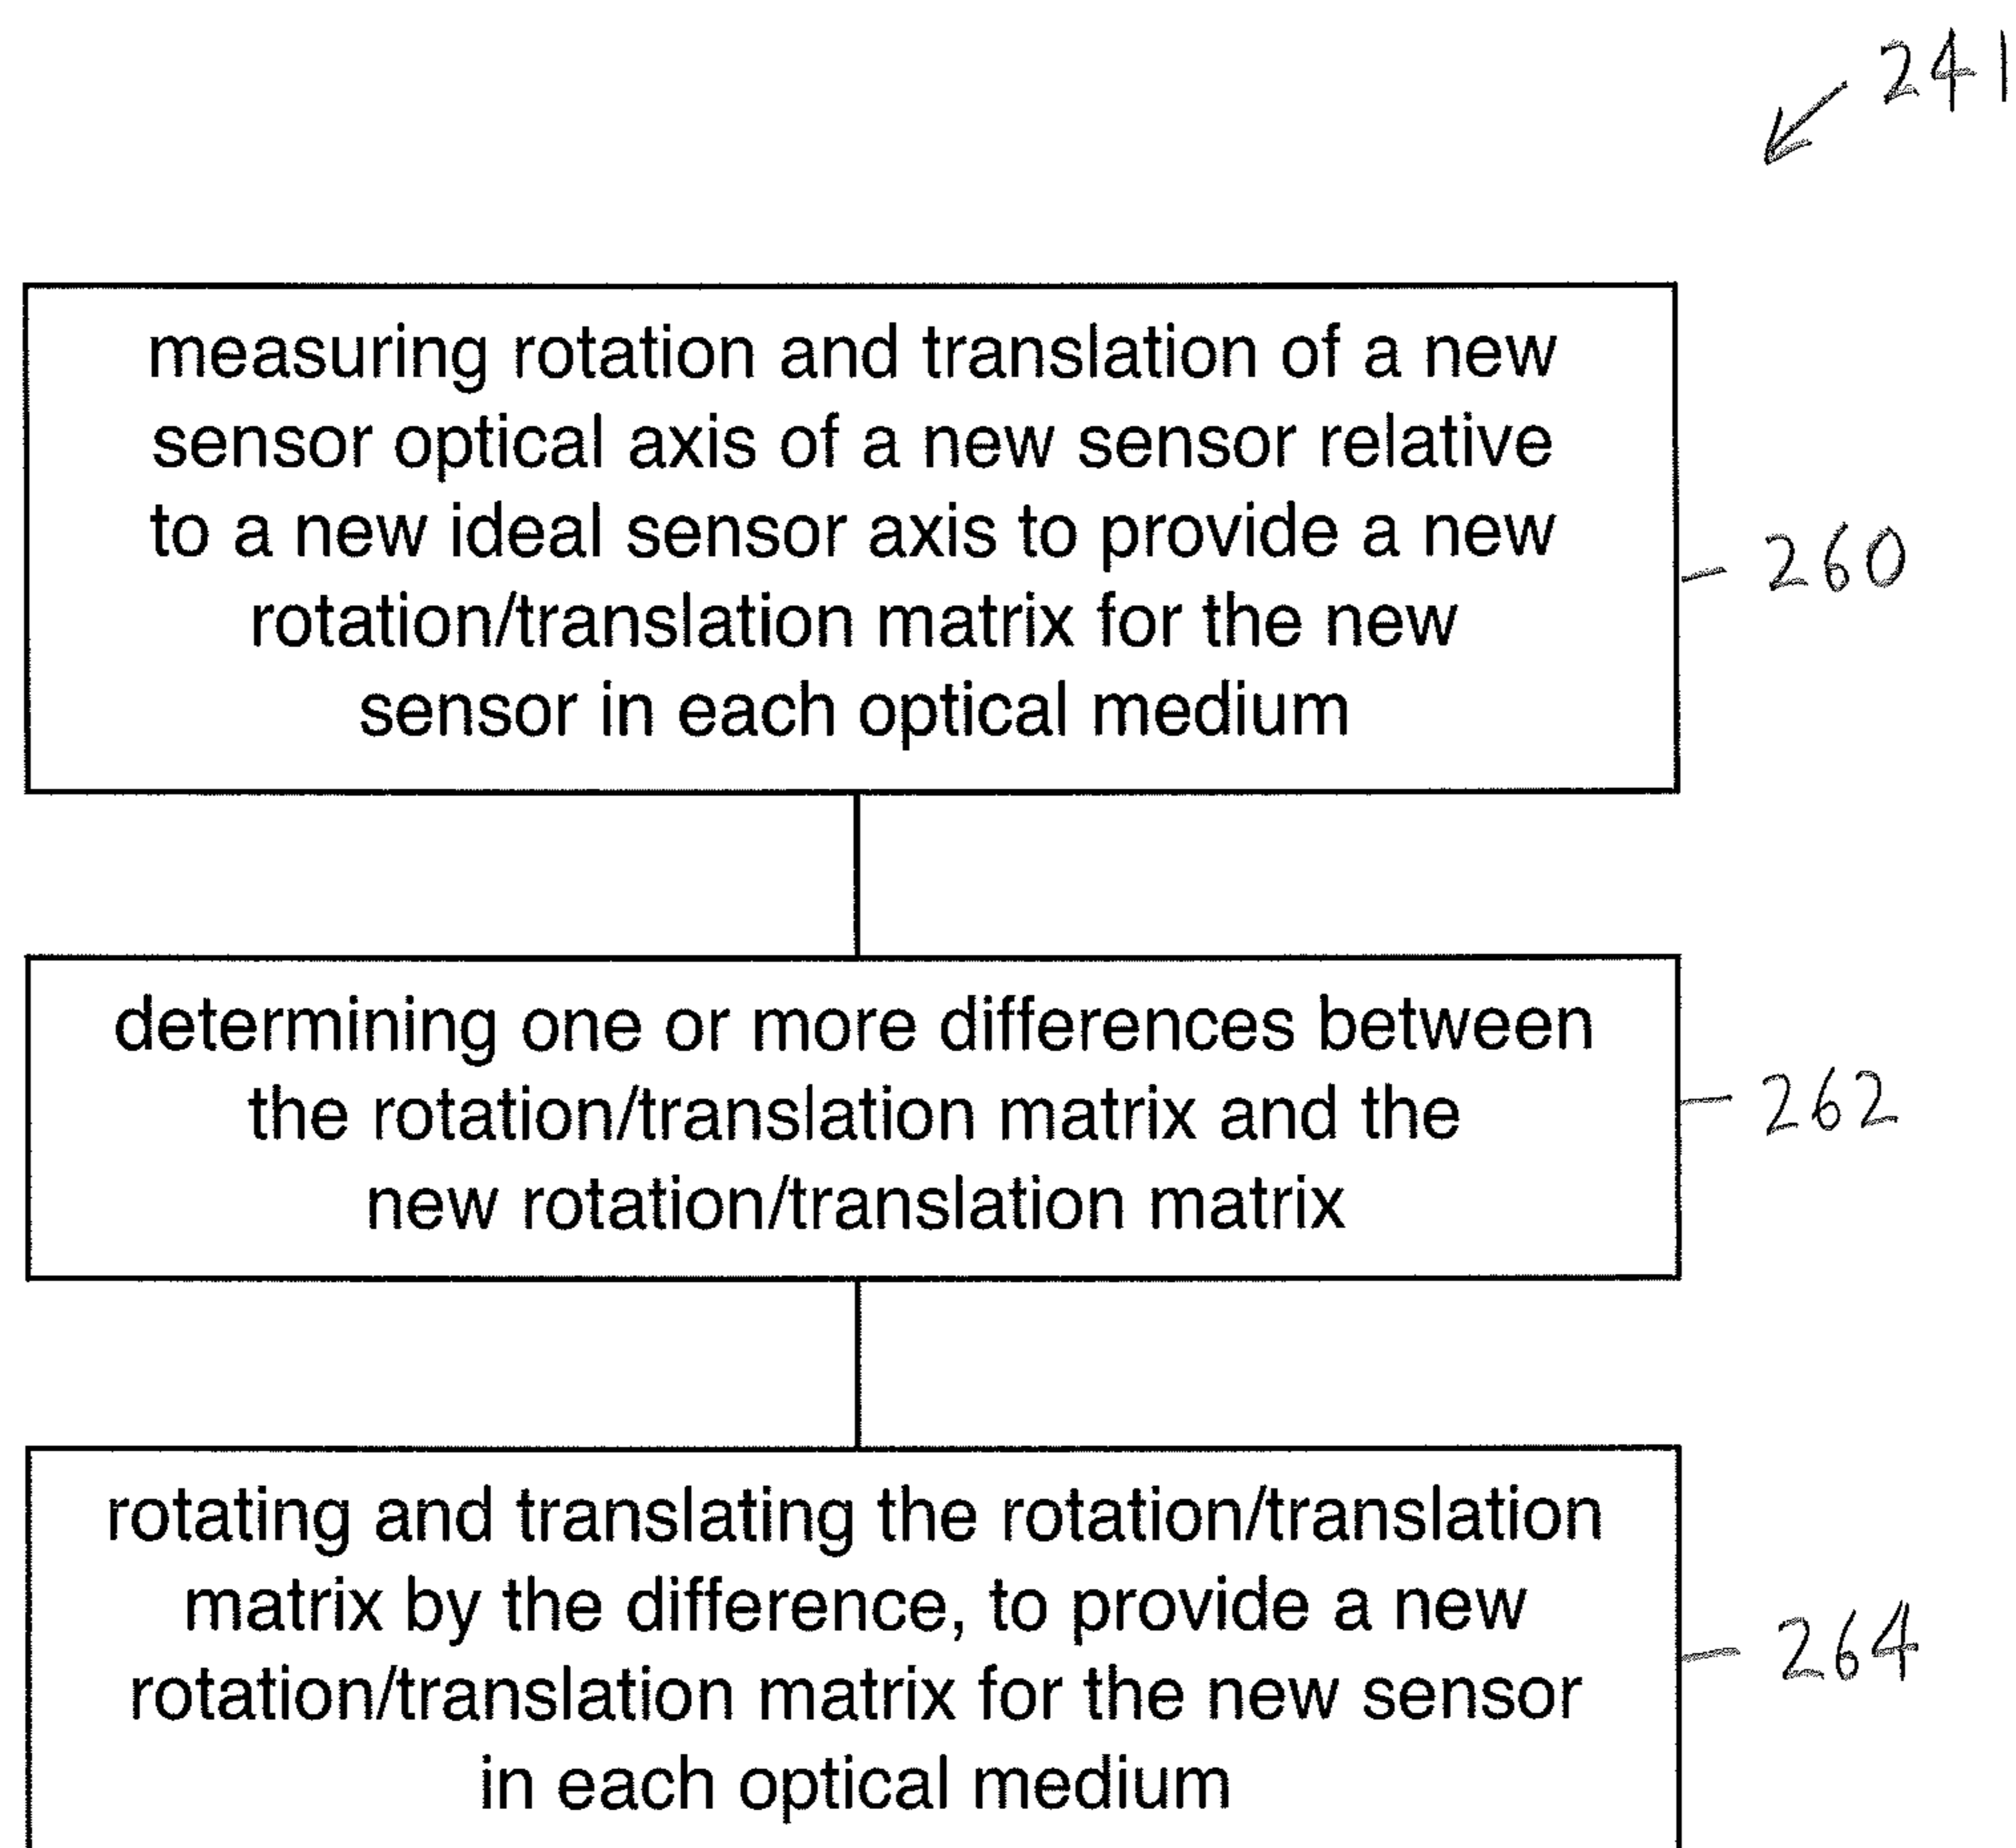 241
measuring rotation and translation of a new
sensor optical axis of a new sensor relative
to a new ideal sensor axis to provide a new
rotation/translation matrix for the new
sensor in each optical medium
260
determining one or more differences between
the rotation/translation matrix and the
new rotation/translation matrix
262
rotating and translating the rotation/translation
matrix by the difference, to provide a new
rotation/translation matrix for the new sensor
in each optical medium
264